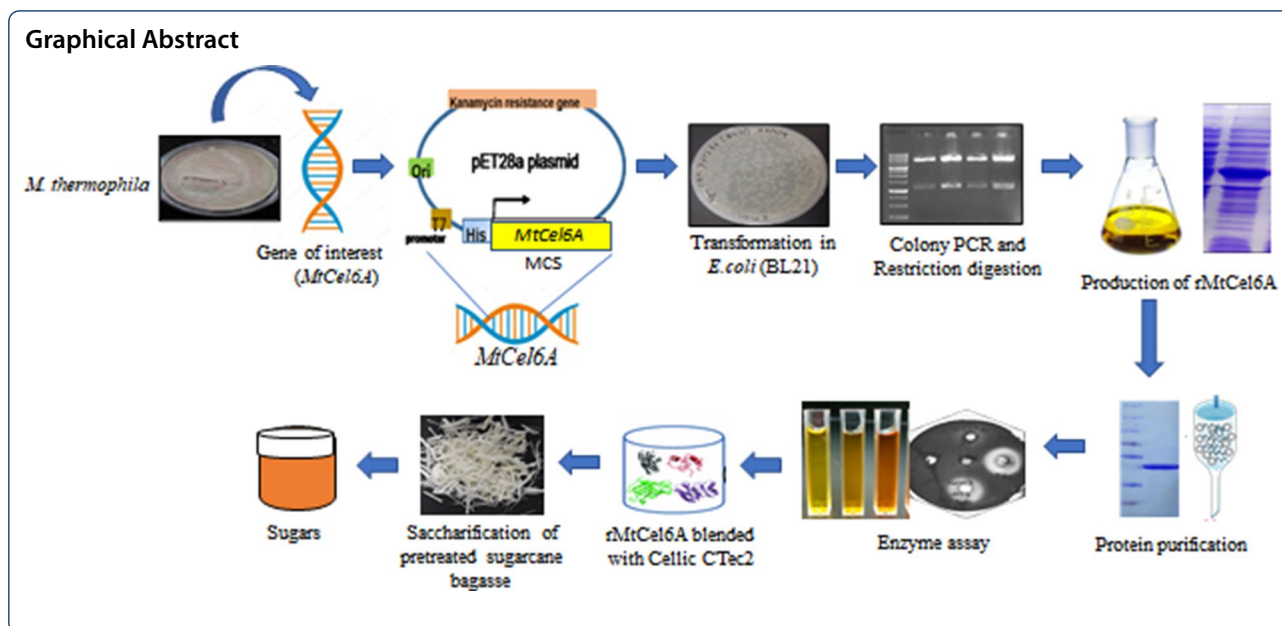 Graphical Abstract
M. thermophila
Gene of interest
(MtCel6A)
Kanamycin resistance gene
pET28a plasmid
Ori
T7
promoter
His
MtCel6A
MCS
MtCel6A
Transformation in
E.coli (BL21)
Colony PCR and
Restriction digestion
Production of rMtCel6A
Protein purification
Enzyme assay
rMtCel6A blended
with Cellic CTec2
Saccharification of
pretreated sugarcane
bagasse
Sugars